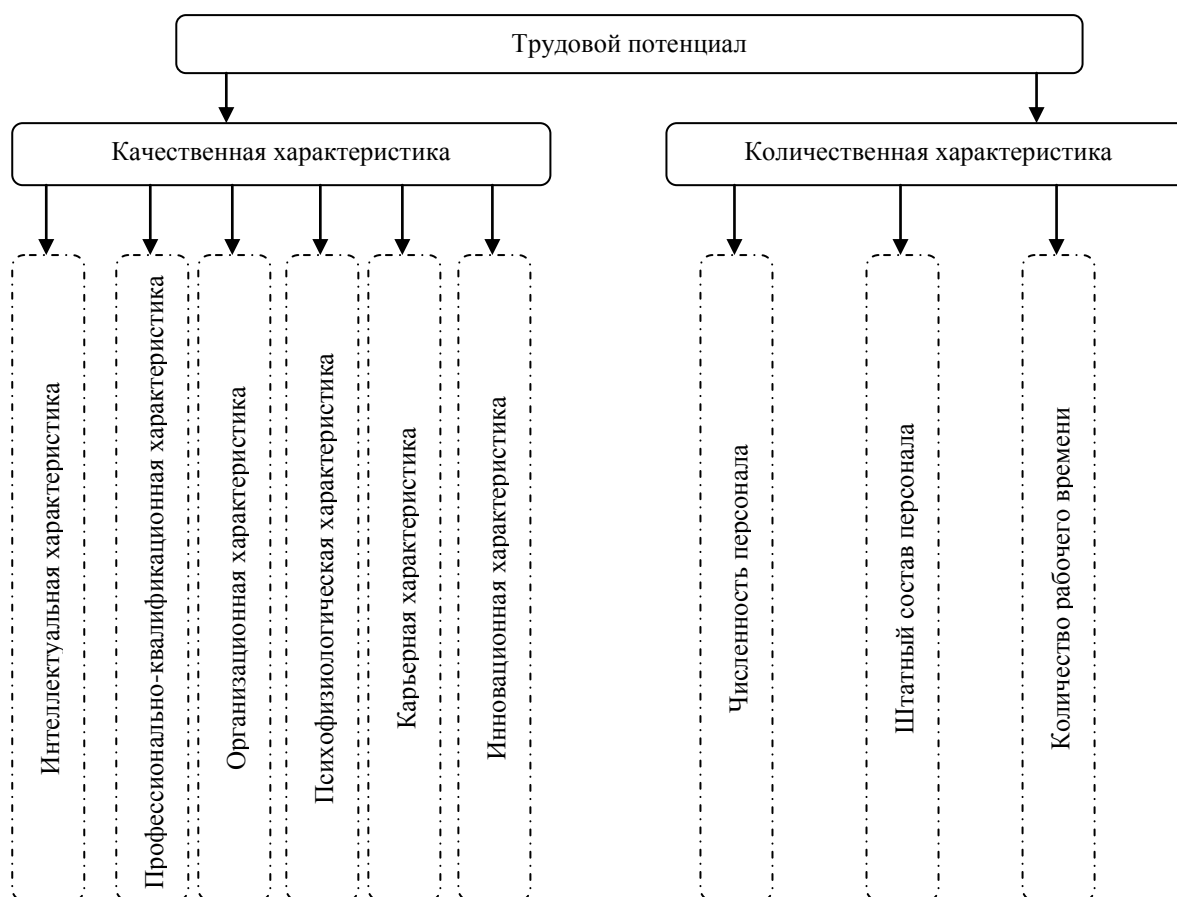 Трудовой потенциал
Качественная характеристика
Количественная характеристика
Интеллектуальная характеристика
Профессионально-квалификационная характеристика
Организационная характеристика
Психофизиологическая характеристика
Карьерная характеристика
Инновационная характеристика
Численность персонала
Штатный состав персонала
Количество рабочего времени